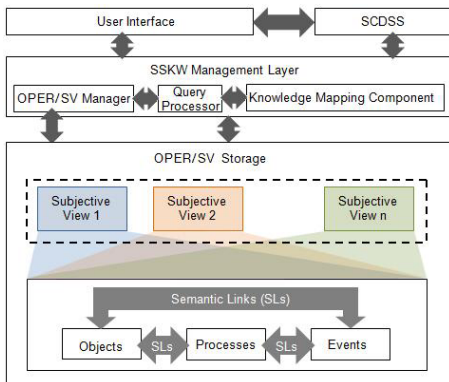 User Interface
SCDSS
SSKW Management Layer
OPER/SV Manager
Query
Processor
Knowledge Mapping Component
OPER/SV Storage
Subjective
View 1
Subjective
View 2
Subjective
View n
Semantic Links (SLs)
Objects
SLs
Processes
SLs
Events